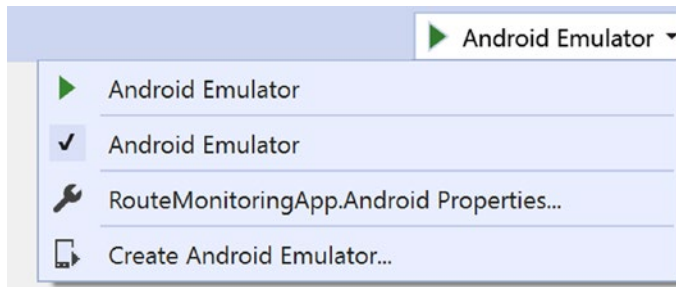 Android Emulator
Android Emulator
Android Emulator
RouteMonitoringApp.Android Properties...
Create Android Emulator...